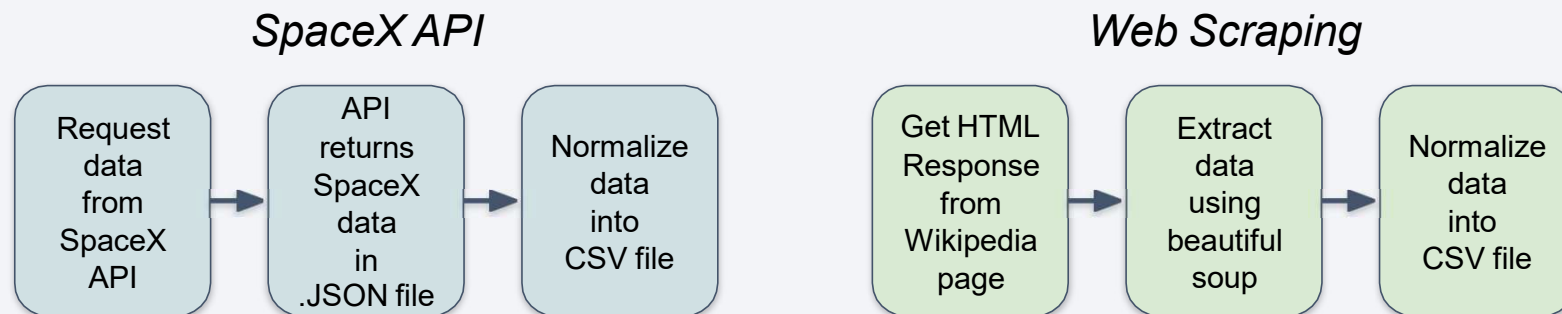 SpaceX API
Request
data
from
SpaceX
API
API
returns
SpaceX
data
in
.JSON file
Normalize
data
into
CSV file
Web Scraping
Get HTML
Response
from
Wikipedia
page
Extract
data
using
beautiful
soup
Normalize
data
into
CSV file